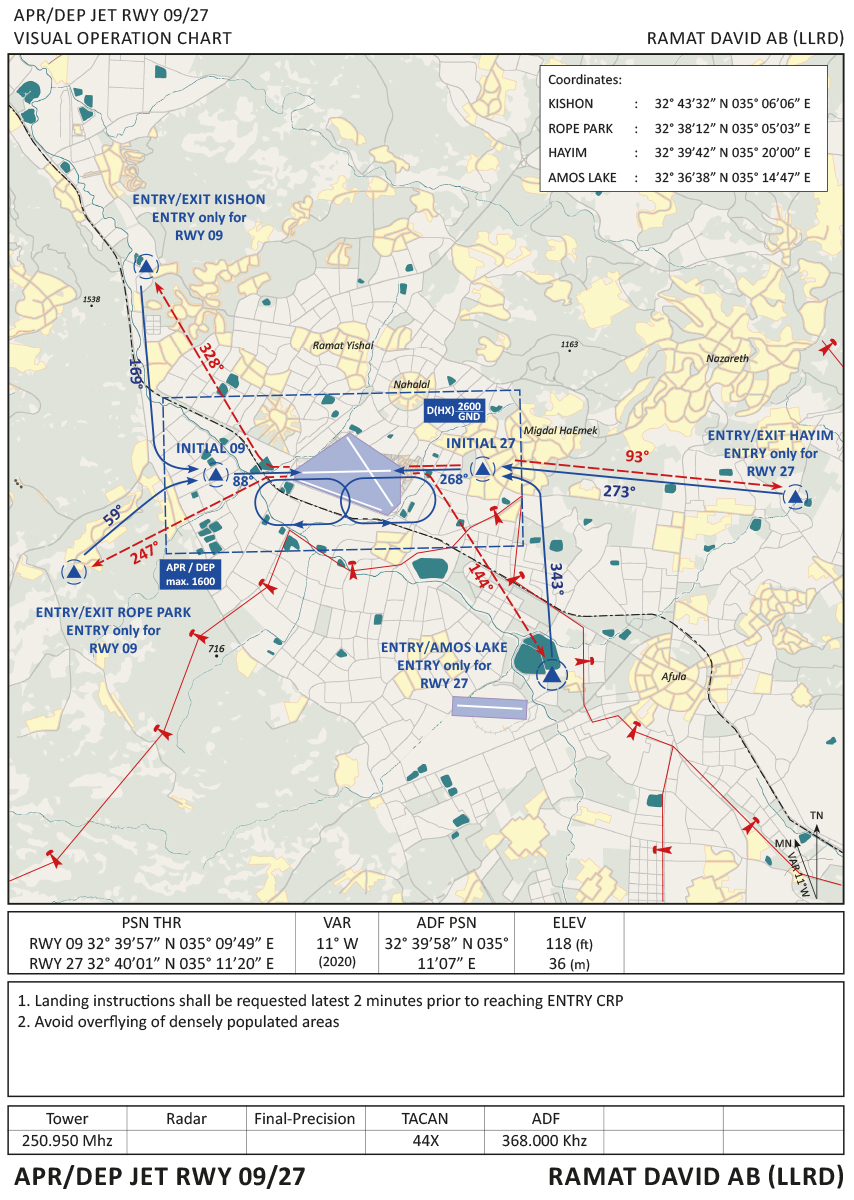 APR/DEP JET RWY 09/27
VISUAL OPERATION CHART
RAMAT DAVID AB (LLRD)
Coordinates:
KISHON : 32° 43’32” N 035° 06’06” E
ROPE PARK : 32° 38’12” N 035° 05’03” E
HAYIM : 32° 39’42” N 035° 20’00” E
AMOS LAKE : 32° 36’38” N 035° 14’47” E
ENTRY/EXIT KISHON
ENTRY only for
RWY 09
1538
169°
328°
Ramat Yishai
1163
Nazareth
Nahalal
D(HX) 2600
GND
Migdal HaEmek
INITIAL 09
INITIAL 27
ENTRY/EXIT HAYIM
ENTRY only for
RWY 27
93°
88°
268°
273°
59°
247°
APR / DEP
max. 1600
144°
343°
ENTRY/EXIT ROPE PARK
ENTRY only for
RWY 09
716
ENTRY/AMOS LAKE
ENTRY only for
RWY 27
Afula
TN
MN
VAR 11°W
PSN THR
RWY 09 32° 39’57” N 035° 09’49” E
RWY 27 32° 40’01” N 035° 11’20” E
VAR
11° W
(2020)
ADF PSN
32° 39’58” N 035°
11’07” E
ELEV
118 (ft)
36 (m)
1. Landing instructions shall be requested latest 2 minutes prior to reaching ENTRY CRP
2. Avoid overflying of densely populated areas
Tower Radar Final-Precision TACAN ADF
250.950 Mhz 44X 368.000 Khz
APR/DEP JET RWY 09/27
RAMAT DAVID AB (LLRD)